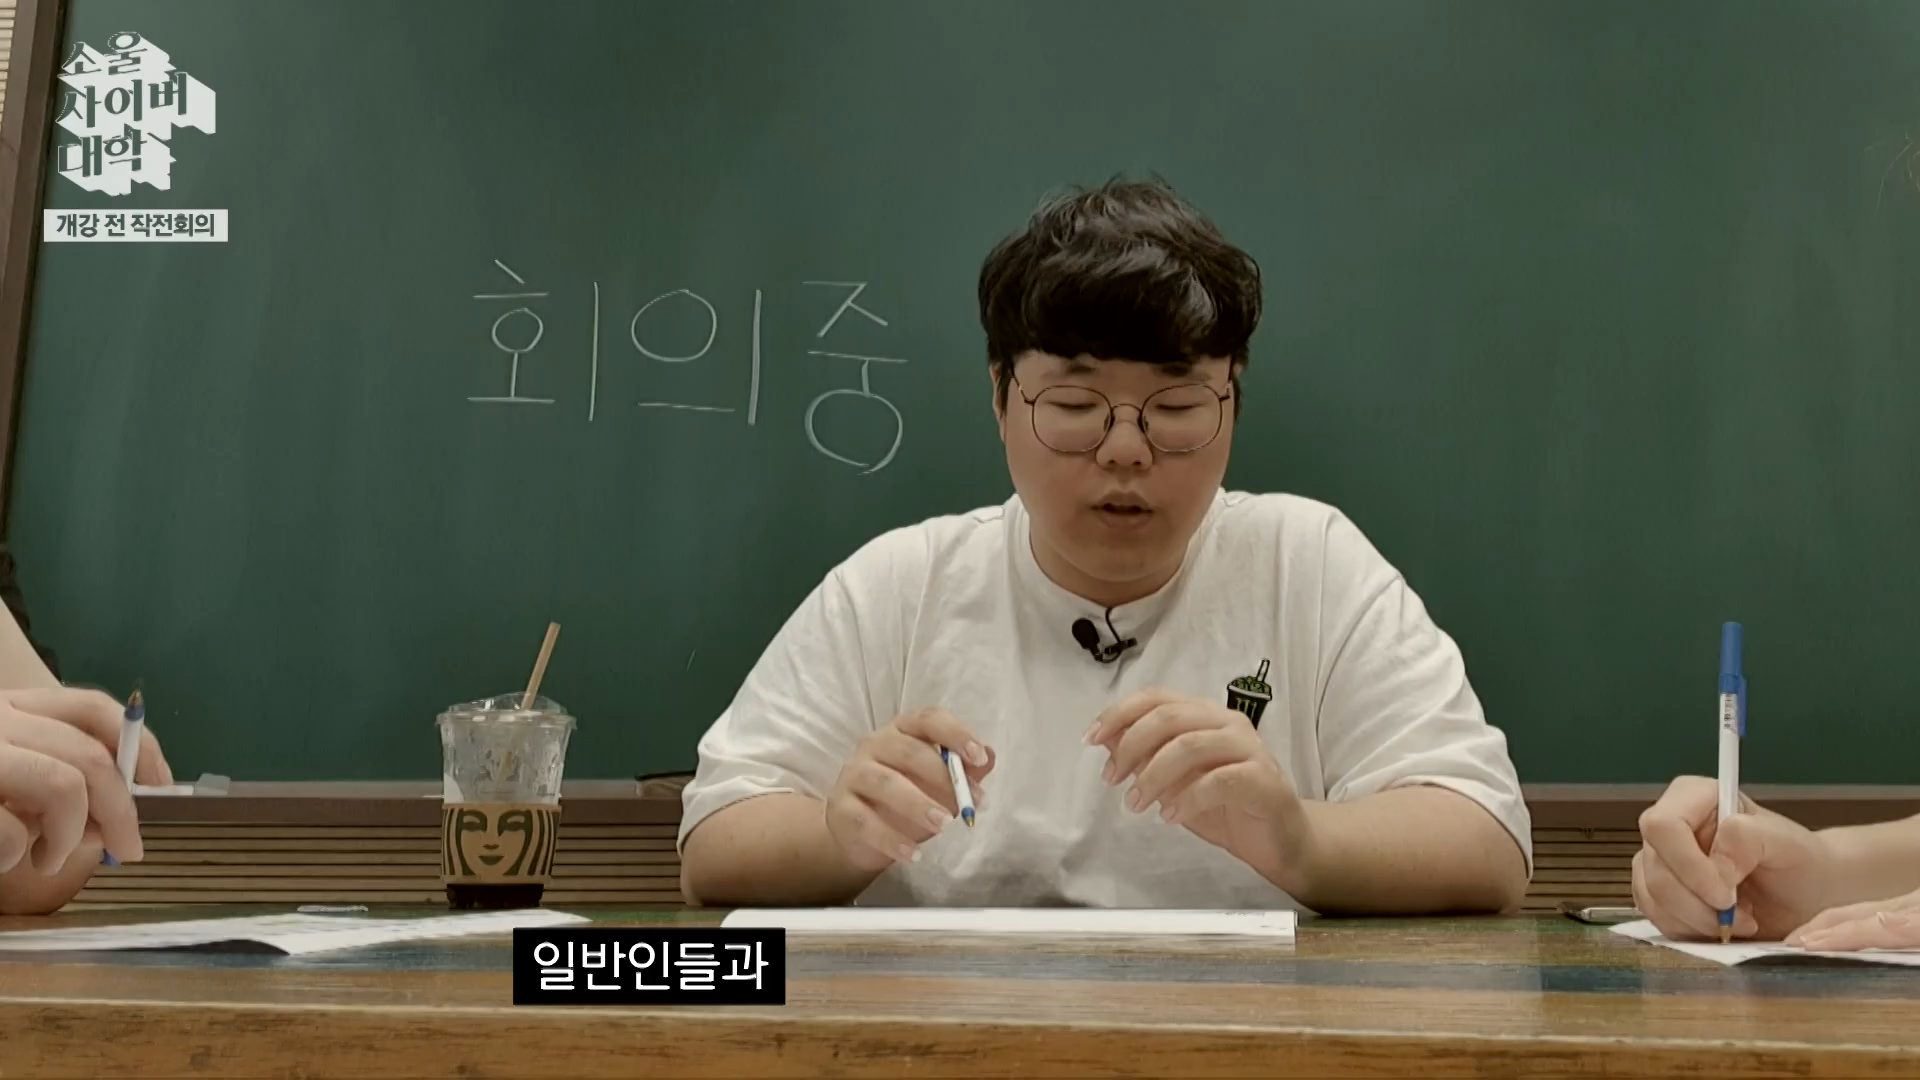 소울
사이버
대학
개강 전 작전회의
회의중
일반인들과